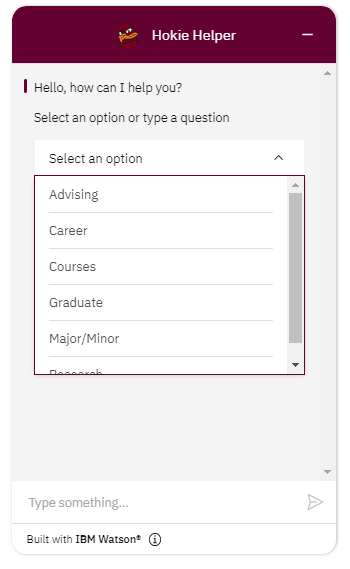 Hokie Helper
Hello, how can I help you?
Select an option or type a question
Select an option
Advising
Career
Courses
Graduate
Major/Minor
Research
Type something...
Built with IBM Watson®